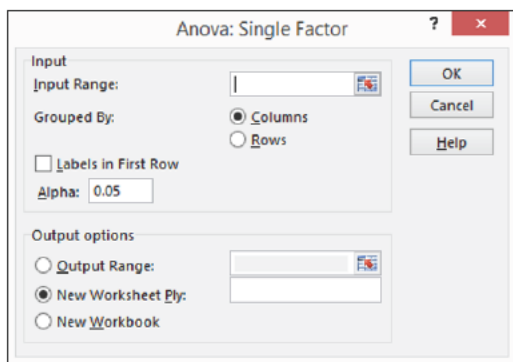 Anova: Single Factor
? ×
Input
Input Range:
Grouped By:
Columns
Rows
Labels in First Row
Alpha: 0.05
Output options
Output Range:
New Worksheet Ply:
New Workbook
OK
Cancel
Help